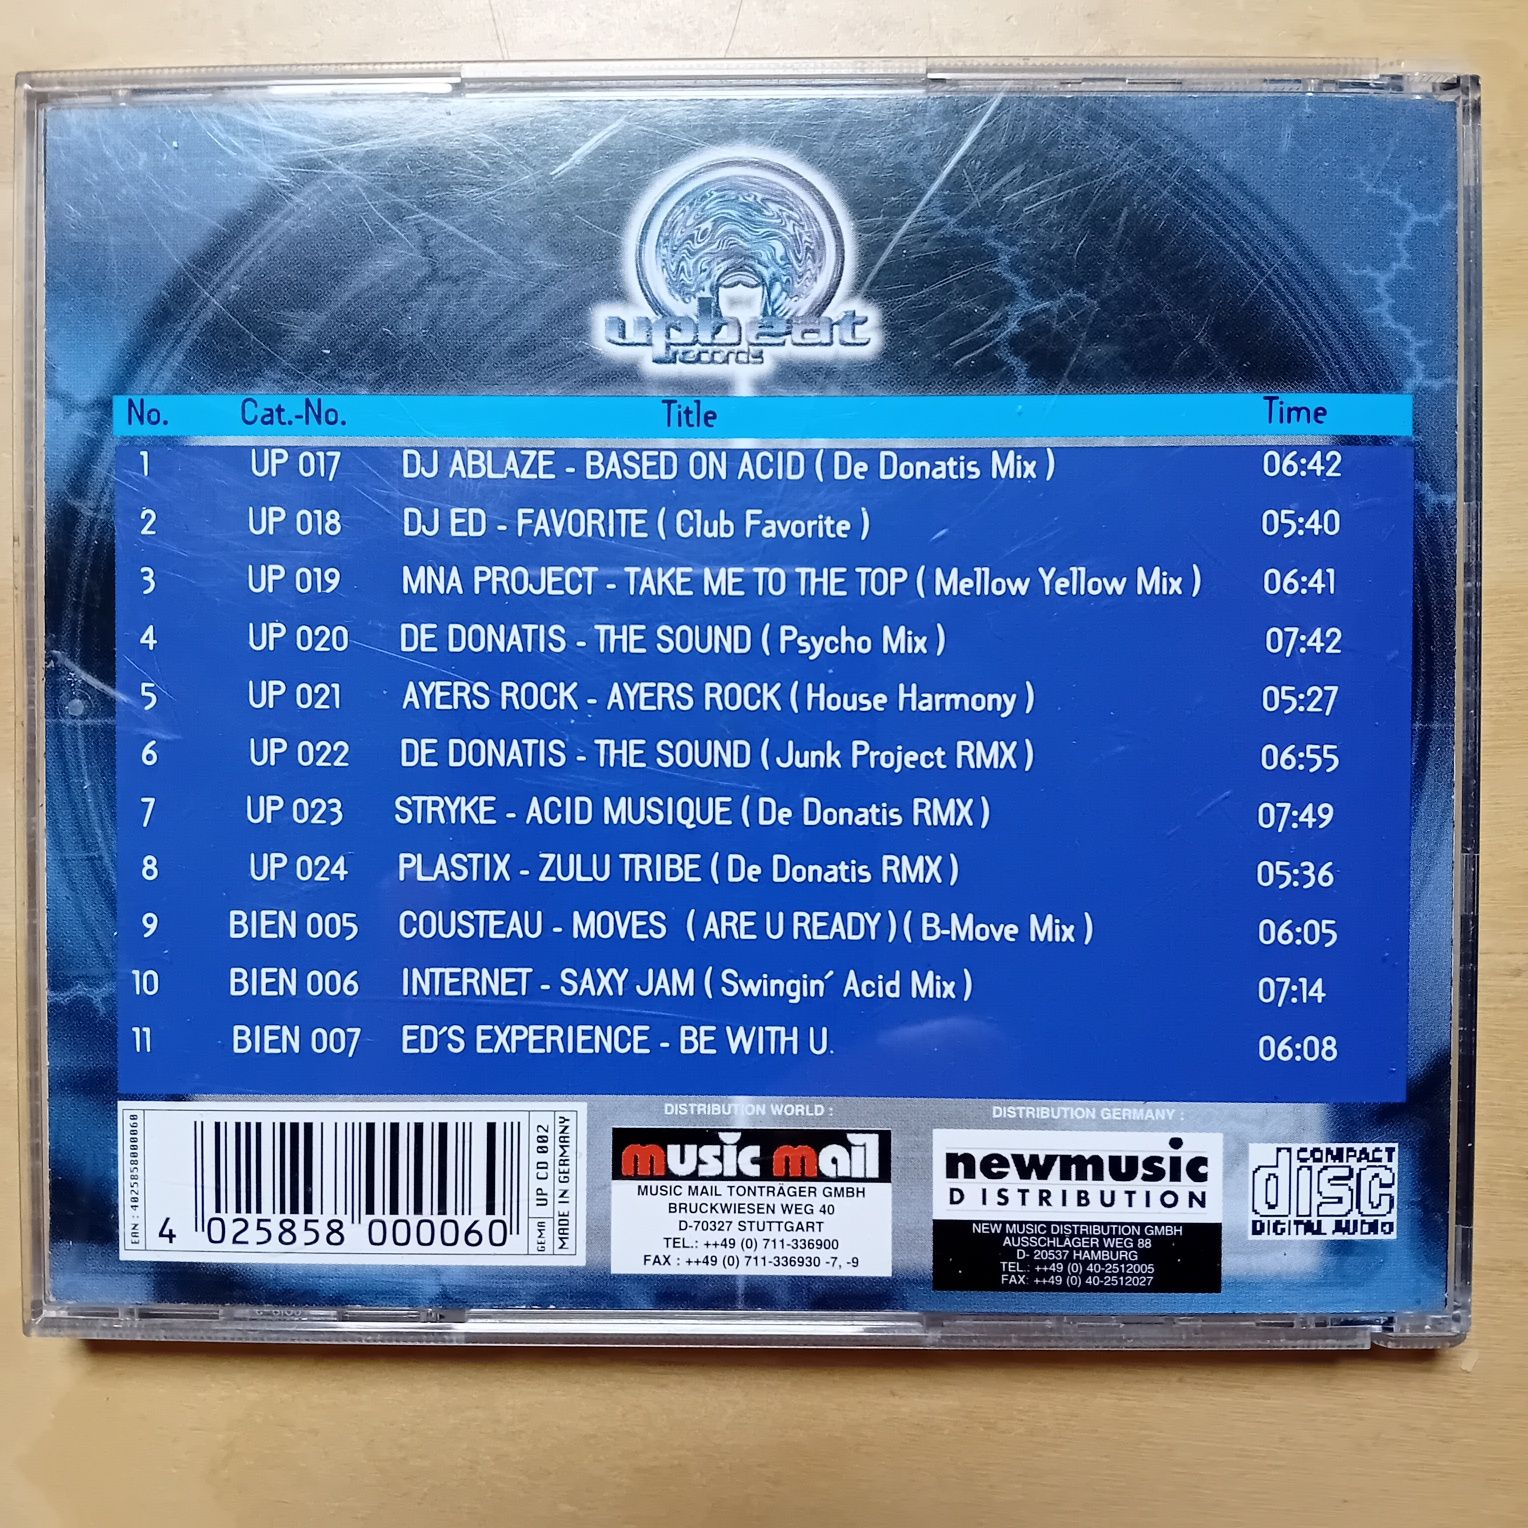 upbeat
records
No. Cat.-No. Title Time
1 UP 017 DJ ABLAZE - BASED ON ACID ( De Donatis Mix ) 06:42
2 UP 018 DJ ED - FAVORITE ( Club Favorite ) 05:40
3 UP 019 MNA PROJECT - TAKE ME TO THE TOP ( Mellow Yellow Mix ) 06:41
4 UP 020 DE DONATIS - THE SOUND ( Psycho Mix ) 07:42
5 UP 021 AYERS ROCK - AYERS ROCK ( House Harmony ) 05:27
6 UP 022 DE DONATIS - THE SOUND ( Junk Project RMX ) 06:55
7 UP 023 STRYKE - ACID MUSIQUE ( De Donatis RMX ) 07:49
8 UP 024 PLASTIX - ZULU TRIBE ( De Donatis RMX ) 05:36
9 BIEN 005 COUSTEAU - MOVES ( ARE U READY ) ( B-Move Mix ) 06:05
10 BIEN 006 INTERNET - SAXY JAM ( Swingin´ Acid Mix ) 07:14
11 BIEN 007 ED´S EXPERIENCE - BE WITH U. 06:08
EAN : 4025858000060
4 025858 000060
GEMA UP CD 002
MADE IN GERMANY
DISTRIBUTION WORLD :
music mail
MUSIC MAIL TONTRÄGER GMBH
BRUCKWIESEN WEG 40
D-70327 STUTTGART
TEL.: ++49 (0) 711-336900
FAX : ++49 (0) 711-336930 -7, -9
DISTRIBUTION GERMANY :
newmusic
DISTRIBUTION
NEW MUSIC DISTRIBUTION GMBH
AUSSCHLÄGER WEG 88
D- 20537 HAMBURG
TEL.: ++49 (0) 40-2512005
FAX: ++49 (0) 40-2512027
COMPACT
disc
DIGITAL AUDIO